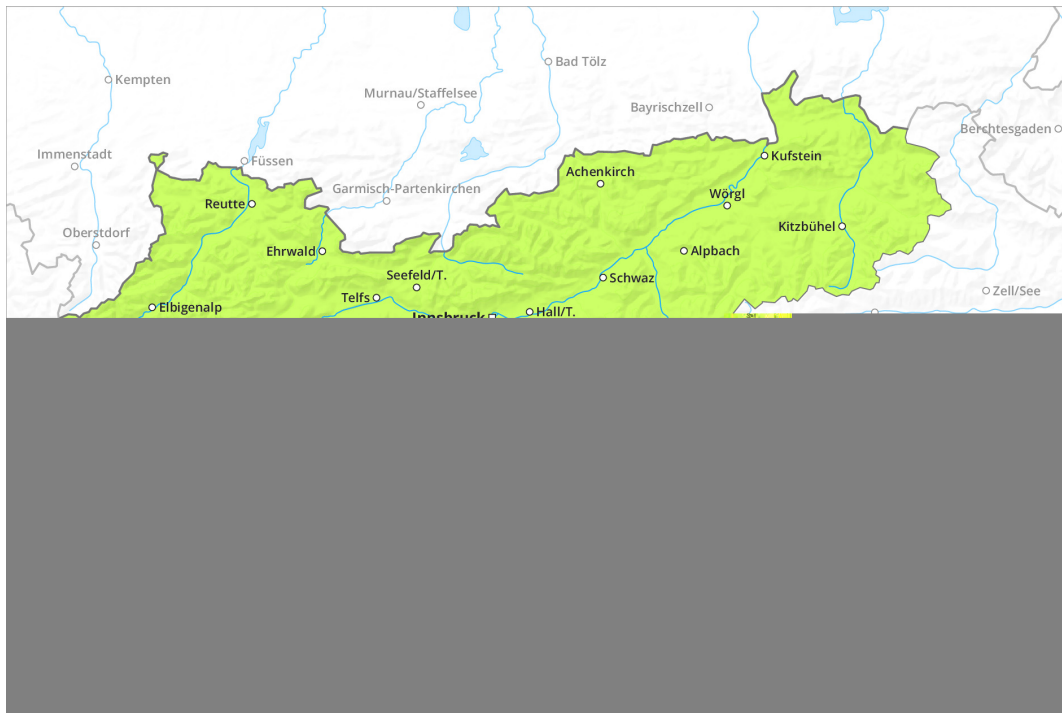 Kempten
Bad Tölz
Murnau/Staffelsee
Bayrischzell
Berchtesgaden
Immenstadt
Füssen
Kufstein
Achenkirch
Garmisch-Partenkirchen
Wörgl
Reutte
Oberstdorf
Kitzbühel
Ehrwald
Alpbach
Seefeld/T.
Schwaz
Zell/See
Telfs
Elbigenalp
Hall/T.
Innsbruck